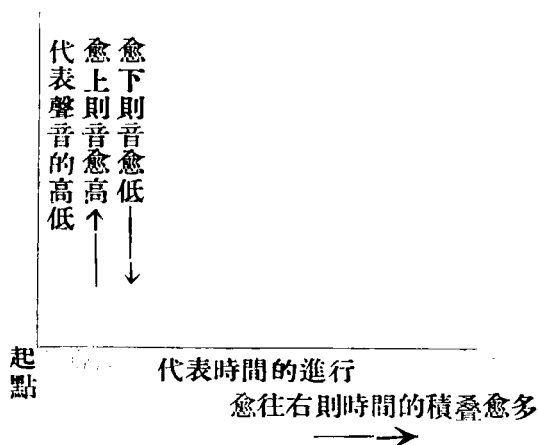 代表聲音的高低
愈上則音愈高
愈下則音愈低
起點
代表時間的進行
愈往右則時間的積叠愈多